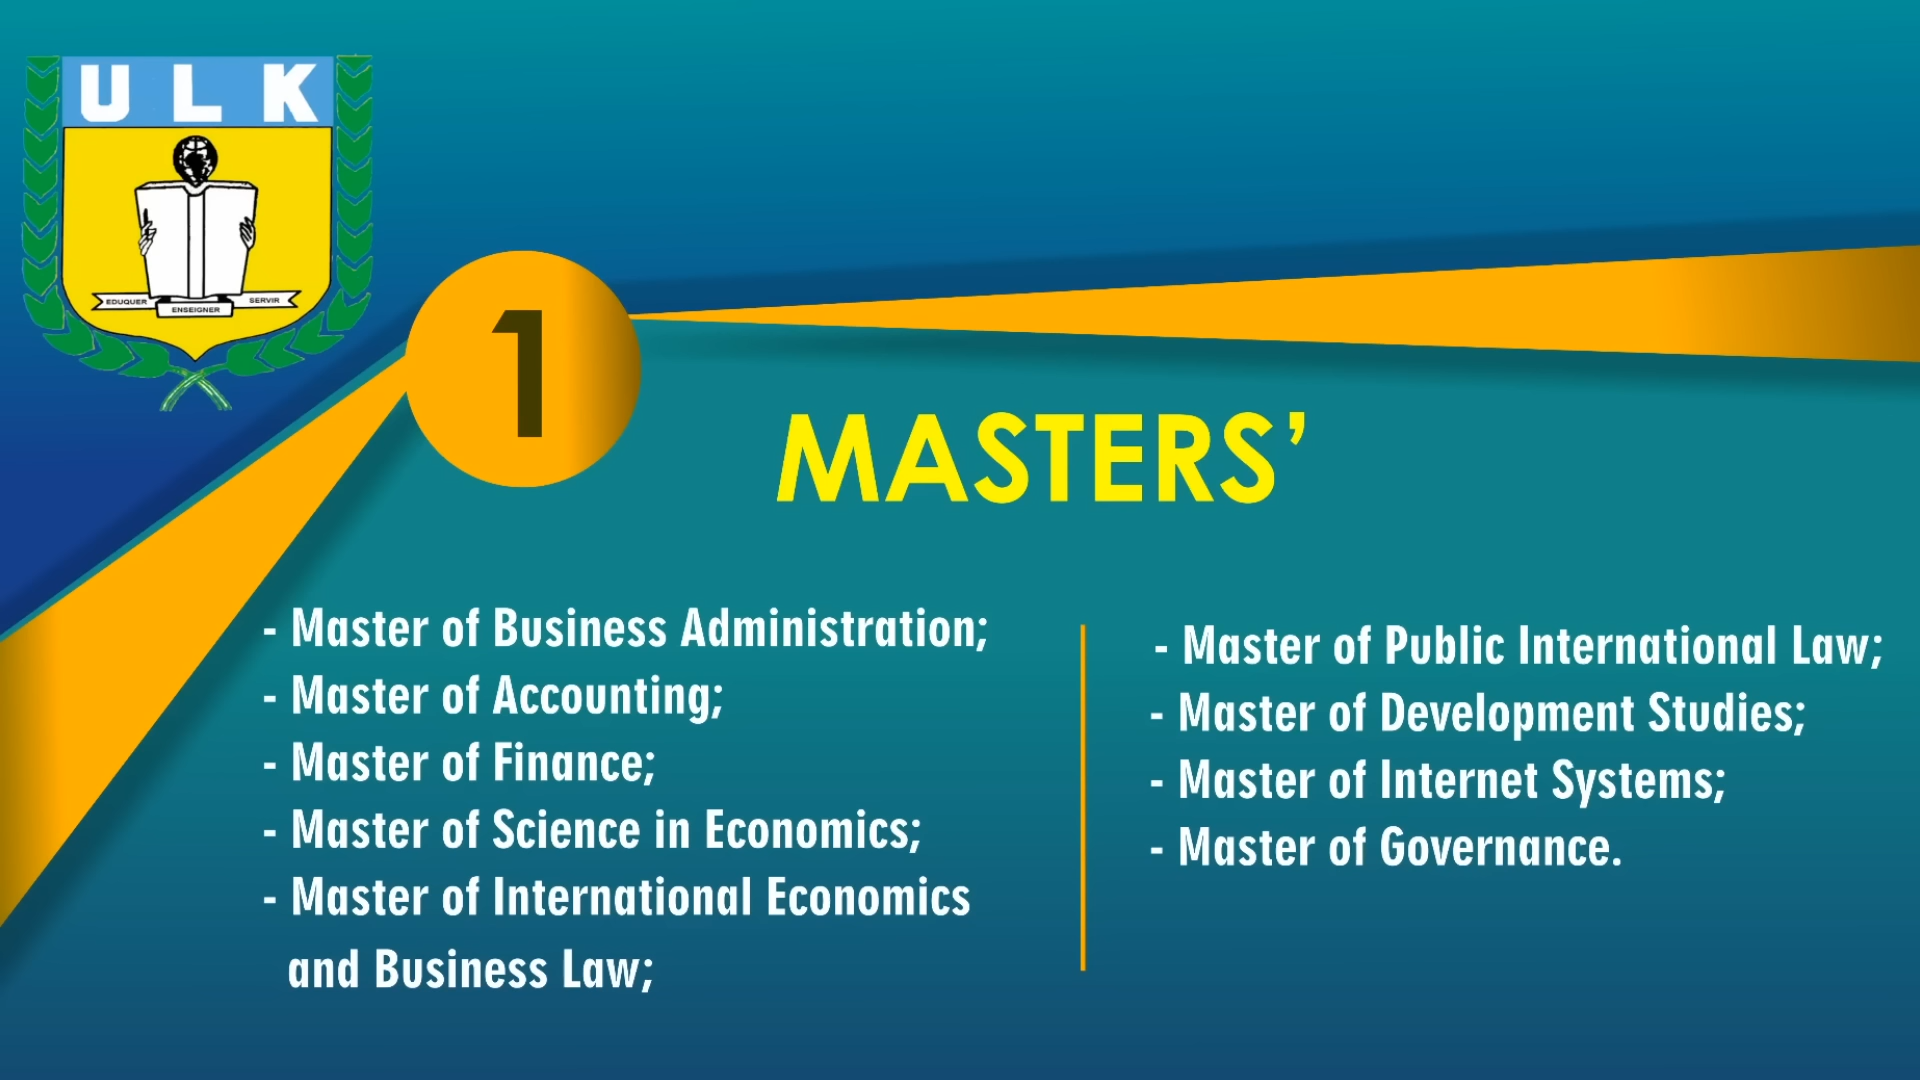 U L K
EDUQUER
ENSEIGNER
SERVIR
1
MASTERS’
- Master of Business Administration;
- Master of Accounting;
- Master of Finance;
- Master of Science in Economics;
- Master of International Economics
and Business Law;
- Master of Public International Law;
- Master of Development Studies;
- Master of Internet Systems;
- Master of Governance.